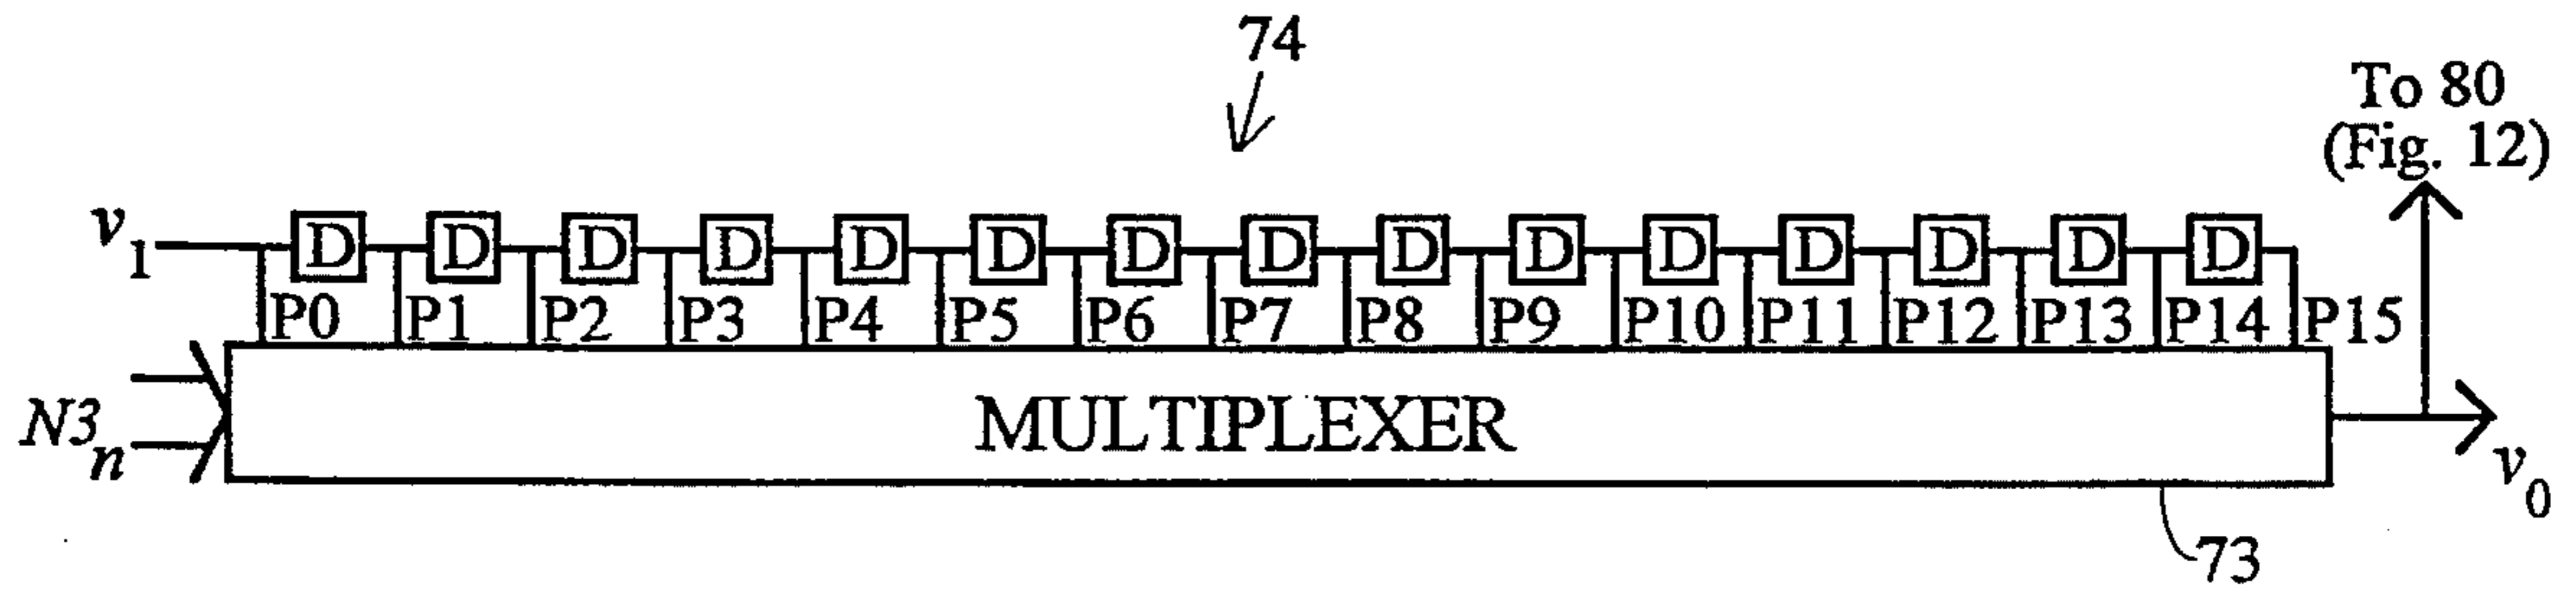 74
To 80
(Fig. 12)
v1
D D D D D D D D D D D D D D D
P0 P1 P2 P3 P4 P5 P6 P7 P8 P9 P10 P11 P12 P13 P14 P15
N3n
MULTIPLEXER
v0
73